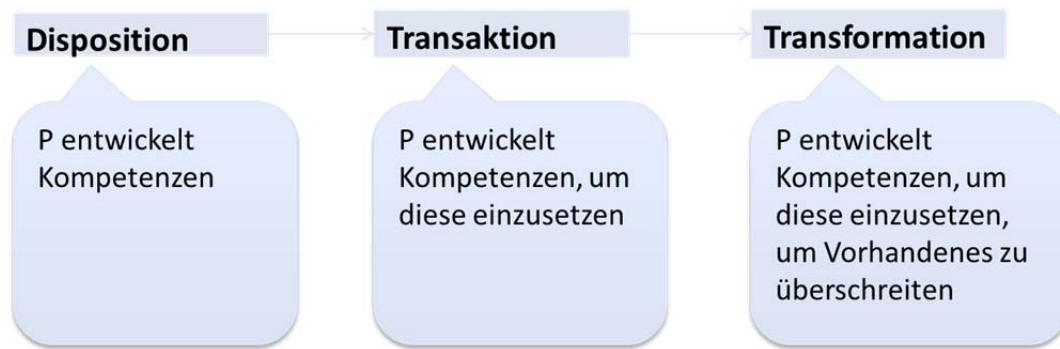 Disposition
Transaktion
Transformation
P entwickelt
Kompetenzen
P entwickelt
Kompetenzen, um
diese einzusetzen
P entwickelt
Kompetenzen, um
diese einzusetzen,
um Vorhandenes zu
überschreiten